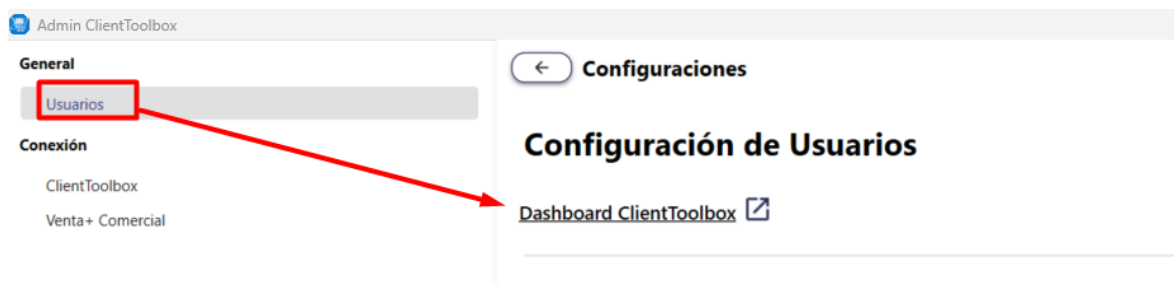 Admin ClientToolbox
General
Usuarios
Conexión
ClientToolbox
Venta+ Comercial
Configuraciones
Configuración de Usuarios
Dashboard ClientToolbox